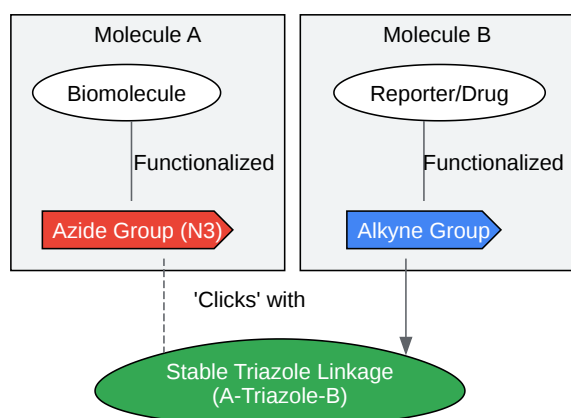 Molecule A
Biomolecule
Functionalized
Azide Group (N3)
Molecule B
Reporter/Drug
Functionalized
Alkyne Group
'Clicks' with
Stable Triazole Linkage
(A-Triazole-B)